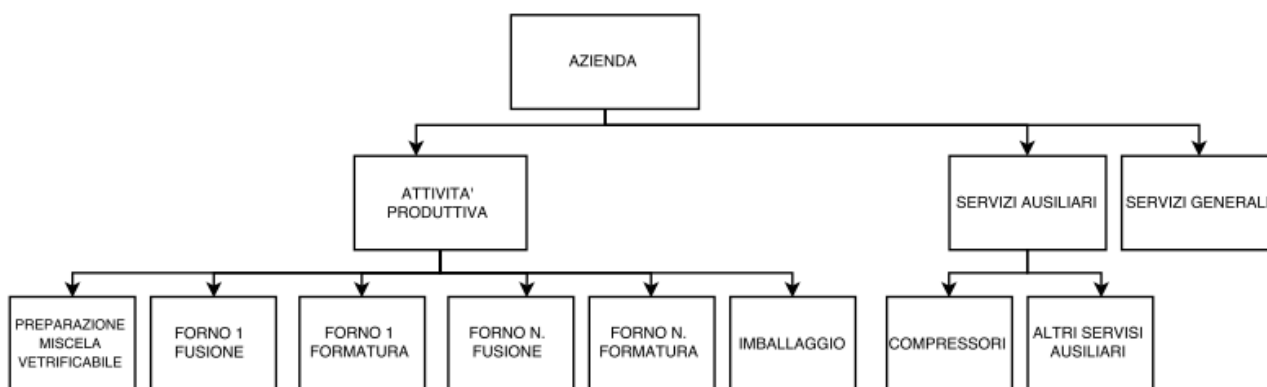 AZIENDA
ATTIVITA'
PRODUTTIVA
SERVIZI AUSILIARI
SERVIZI GENERALI
PREPARAZIONE
MISCELA
VETRIFICABILE
FORNO 1
FUSIONE
FORNO 1
FORMATURA
FORNO N.
FUSIONE
FORNO N.
FORMATURA
IMBALLAGGIO
COMPRESSORI
ALTRI SERVISI
AUSILIARI